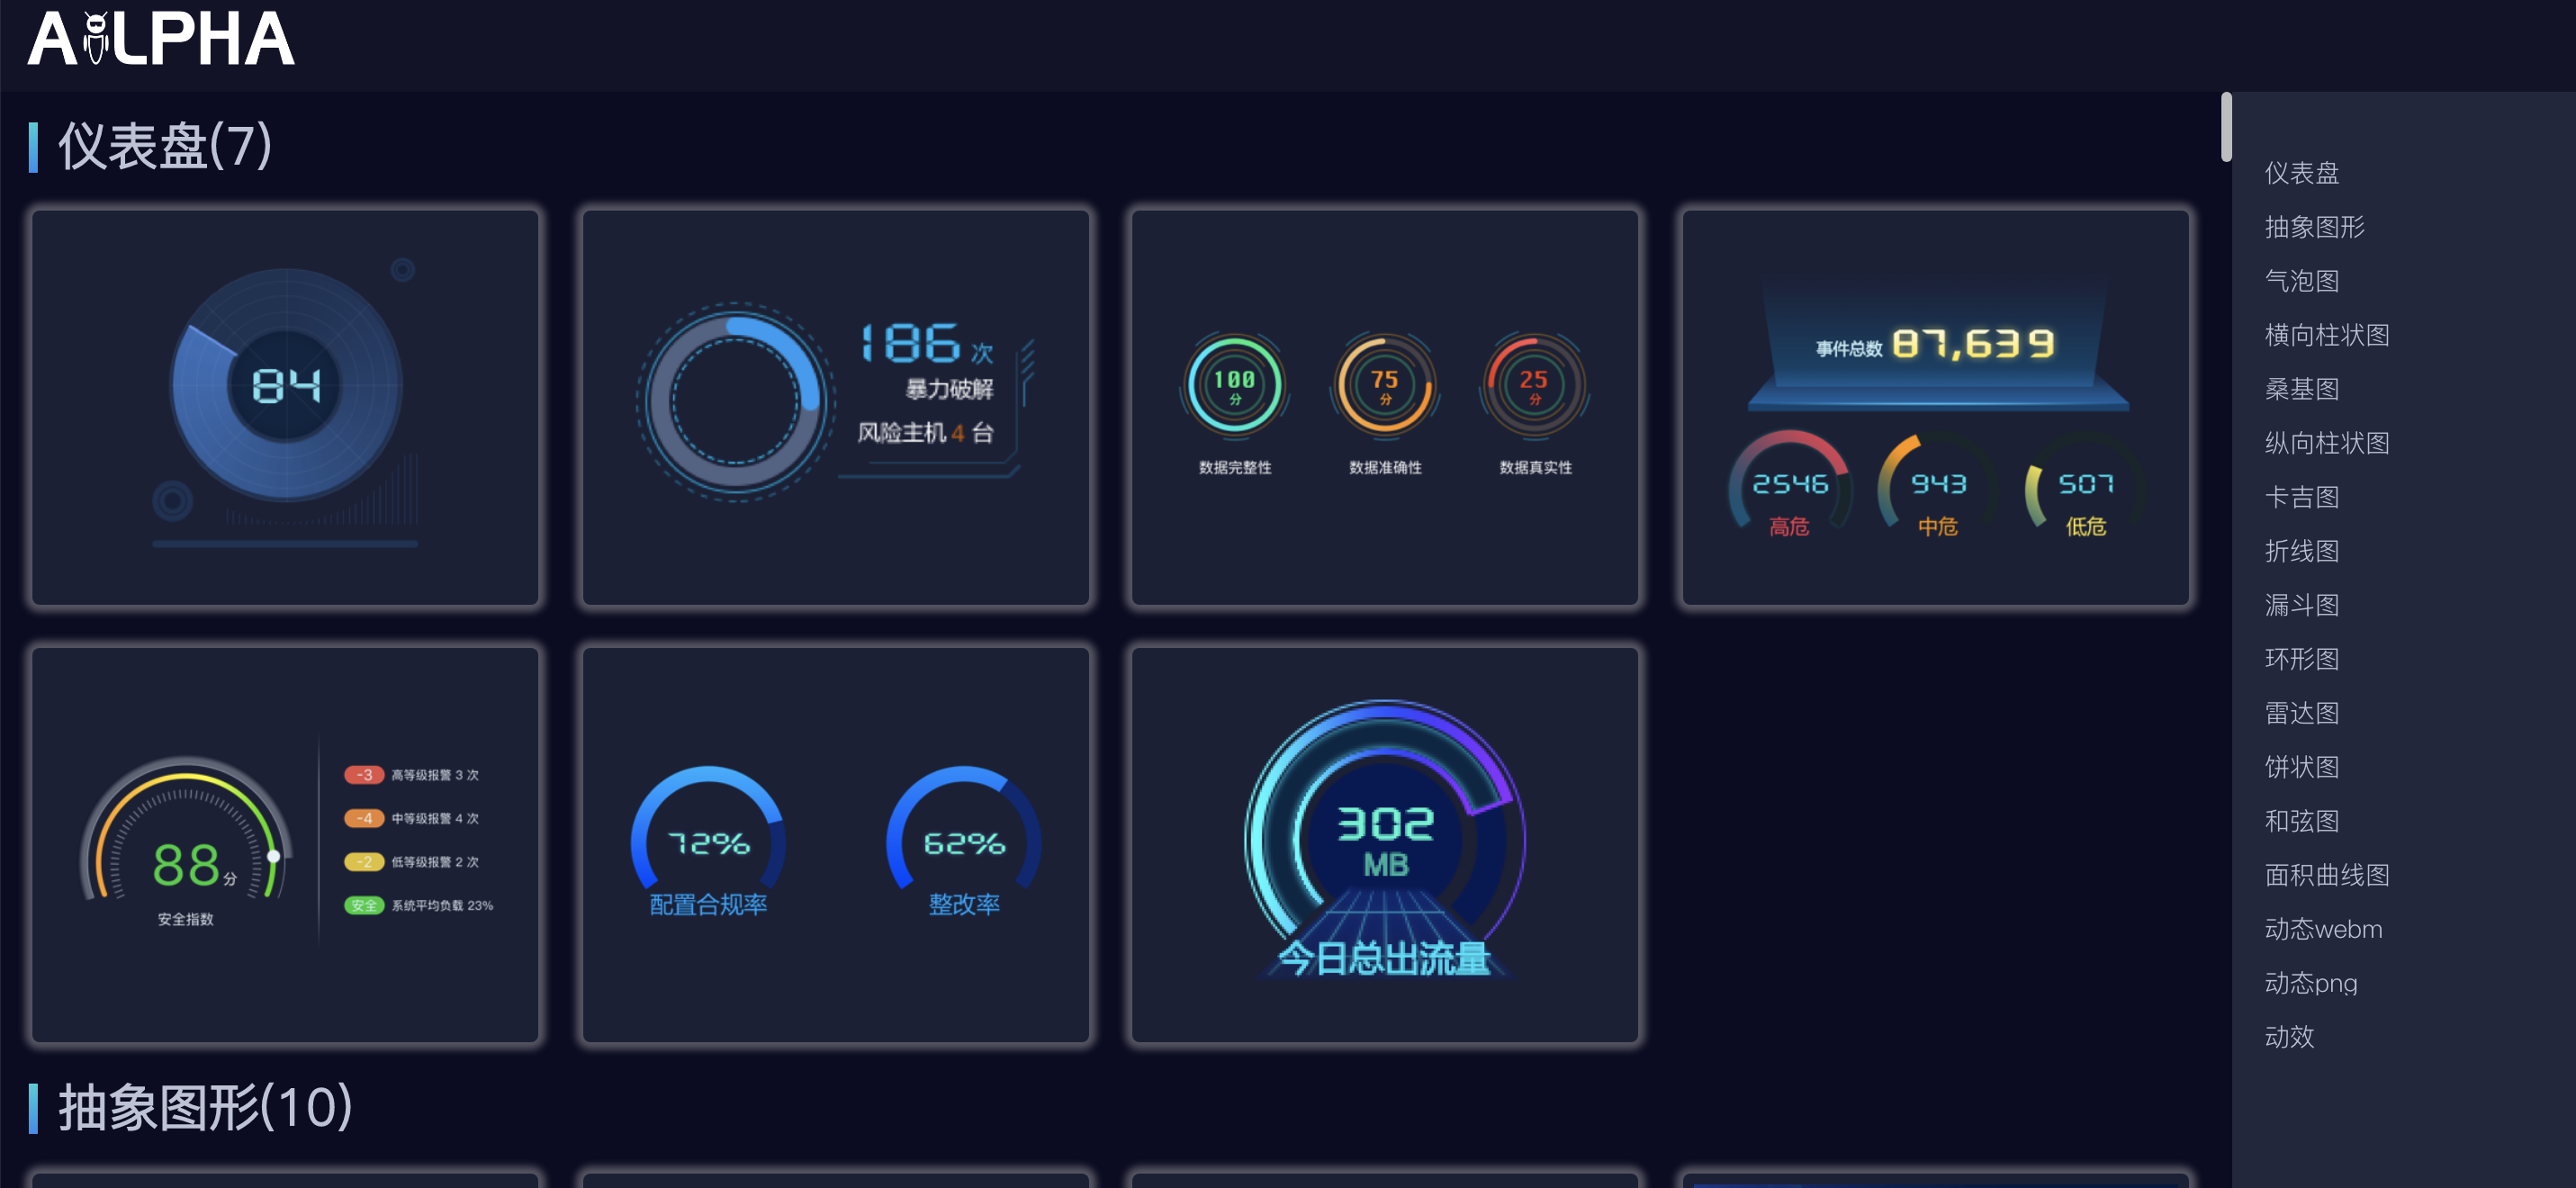 AiLPHA
仪表盘(7)
84
186 次
暴力破解
风险主机 4 台
100
分
数据完整性
75
分
数据准确性
25
分
数据真实性
事件总数 87,639
2546
高危
943
中危
507
低危
88分
安全指数
-3 高等级报警 3 次
-4 中等级报警 4 次
-2 低等级报警 2 次
安全 系统平均负载 23%
72%
配置合规率
62%
整改率
302
MB
今日总出流量
抽象图形(10)
仪表盘
抽象图形
气泡图
横向柱状图
桑基图
纵向柱状图
卡吉图
折线图
漏斗图
环形图
雷达图
饼状图
和弦图
面积曲线图
动态webm
动态png
动效